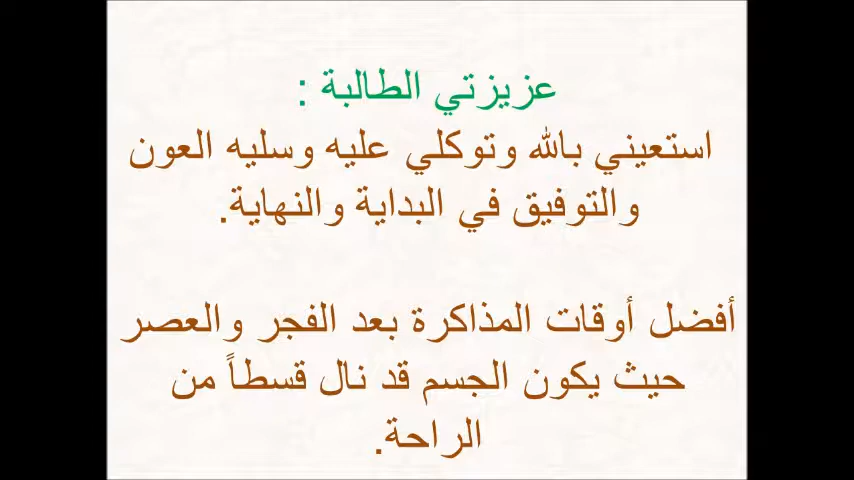 عزيزتي الطالبة :
استعيني بالله وتوكلي عليه وسليه العون
والتوفيق في البداية والنهاية.
أفضل أوقات المذاكرة بعد الفجر والعصر
حيث يكون الجسم قد نال قسطاً من
الراحة.